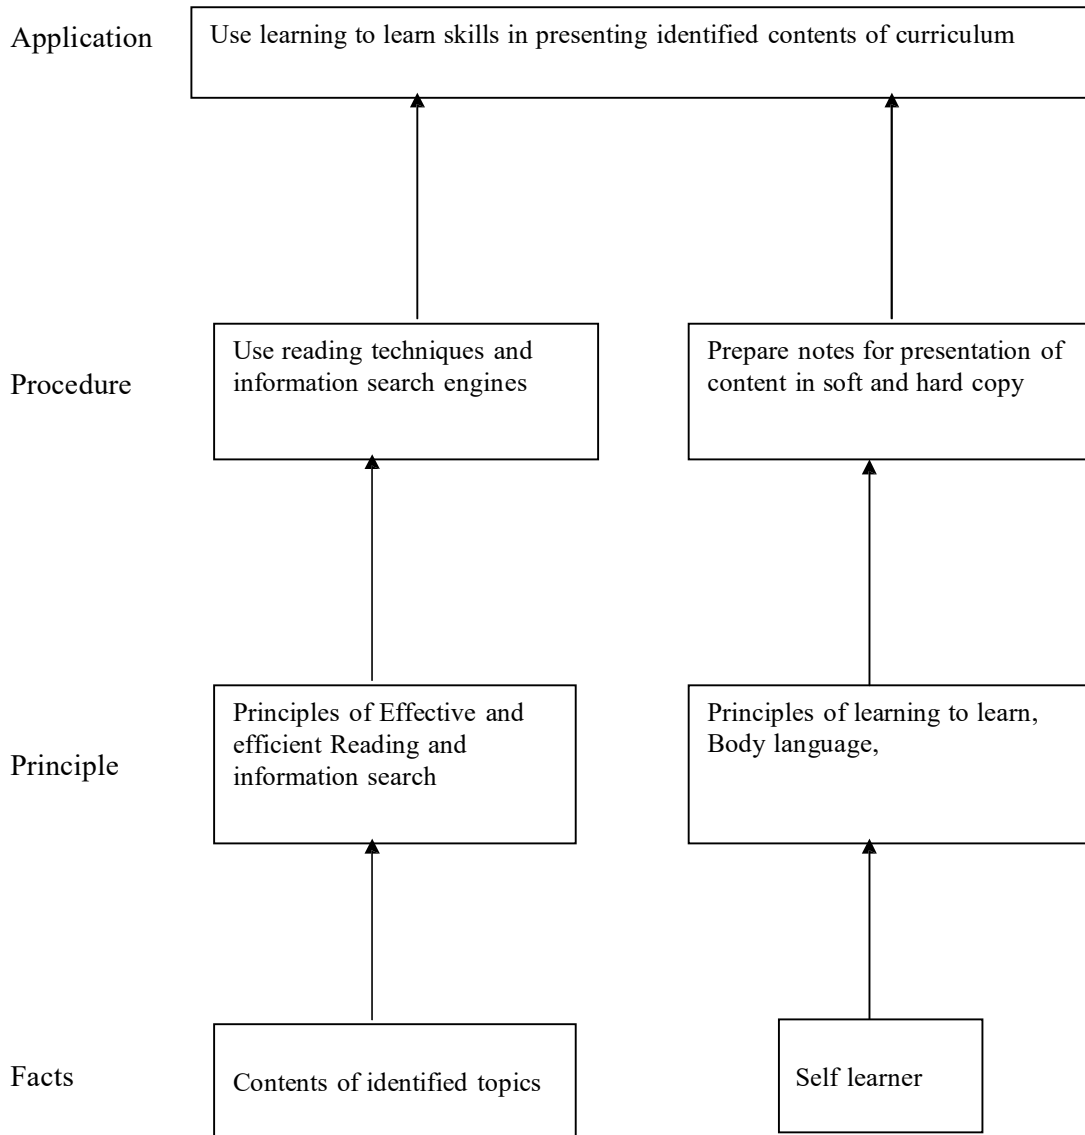 Application
Use learning to learn skills in presenting identified contents of curriculum
Procedure
Use reading techniques and
information search engines
Prepare notes for presentation of
content in soft and hard copy
Principle
Principles of Effective and
efficient Reading and
information search
Principles of learning to learn,
Body language,
Facts
Contents of identified topics
Self learner